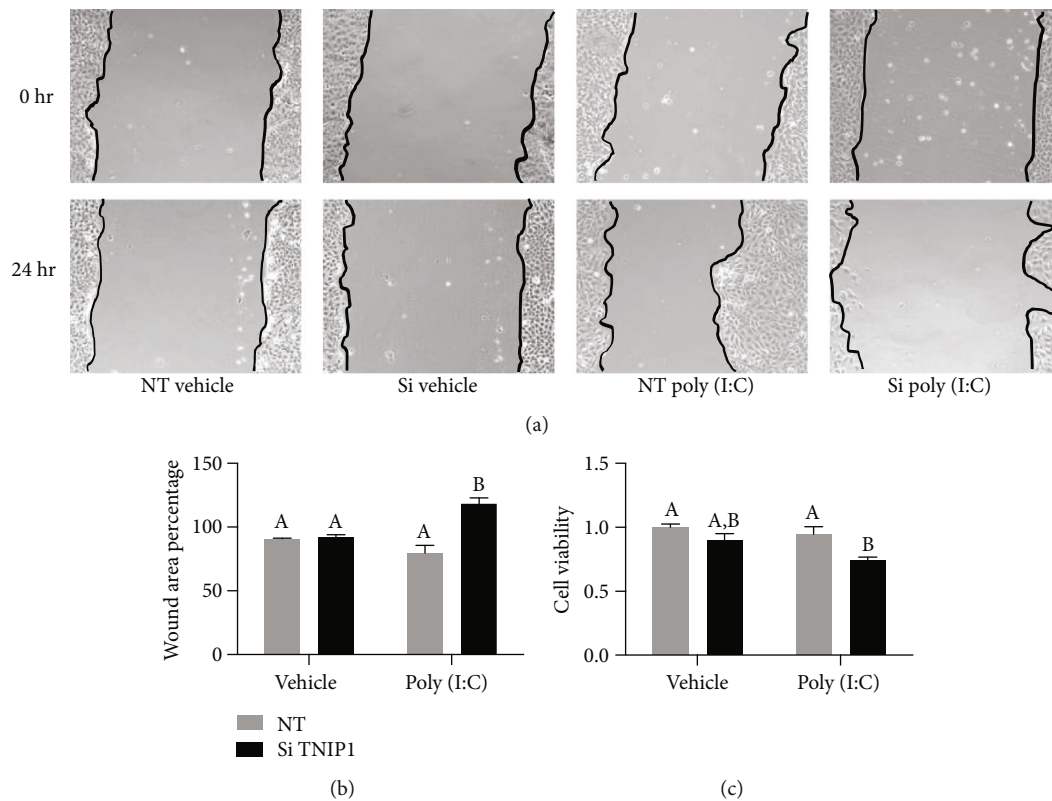 0 hr
24 hr
NT vehicle
Si vehicle
NT poly (I:C)
Si poly (I:C)
(a)
Wound area percentage
150
100
50
0
A
A
A
B
Vehicle
Poly (I:C)
NT
Si TNIP1
(b)
Cell viability
1.5
1.0
0.5
0.0
A
A,B
A
B
Vehicle
Poly (I:C)
(c)